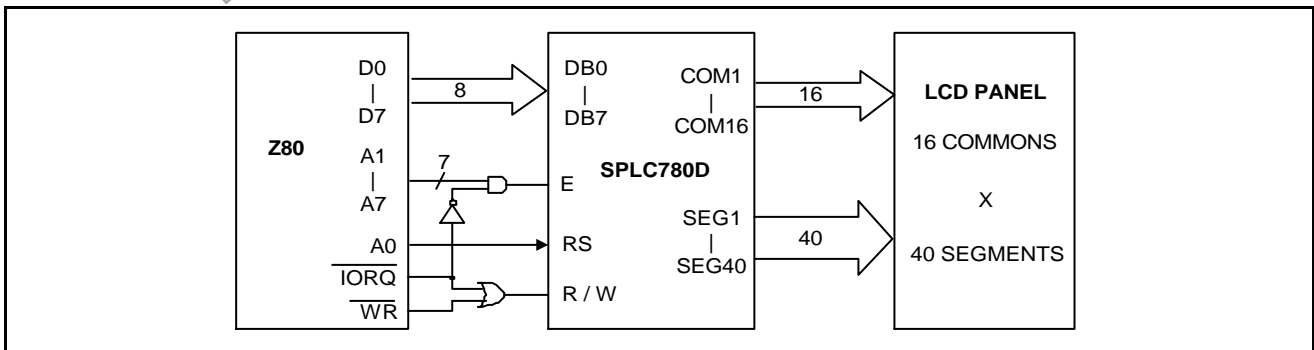 Z80
D0
|
D7
A1
|
A7
A0
IORQ
WR
8
7
SPLC780D
DB0
|
DB7
E
RS
R / W
COM1
|
COM16
SEG1
|
SEG40
16
40
LCD PANEL
16 COMMONS
X
40 SEGMENTS